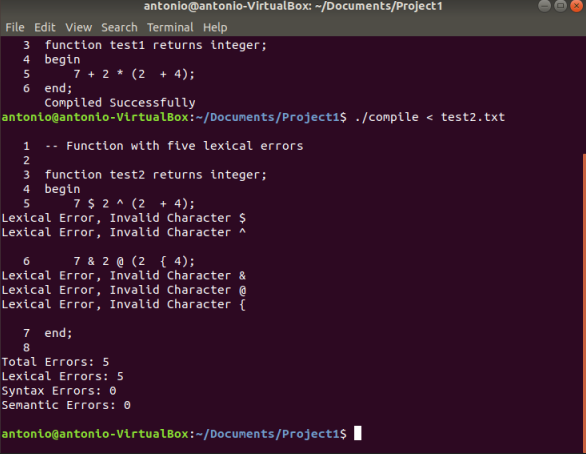 antonio@antonio-VirtualBox: ~/Documents/Project1
File Edit View Search Terminal Help
   3  function test1 returns integer;
   4  begin
   5      7 + 2 * (2  + 4);
   6  end;
      Compiled Successfully
antonio@antonio-VirtualBox:~/Documents/Project1$ ./compile < test2.txt
   1  -- Function with five lexical errors
   2
   3  function test2 returns integer;
   4  begin
   5      7 $ 2 ^ (2  + 4);
Lexical Error, Invalid Character $
Lexical Error, Invalid Character ^
   6      7 & 2 @ (2  { 4);
Lexical Error, Invalid Character &
Lexical Error, Invalid Character @
Lexical Error, Invalid Character {
   7  end;
   8
Total Errors: 5
Lexical Errors: 5
Syntax Errors: 0
Semantic Errors: 0
antonio@antonio-VirtualBox:~/Documents/Project1$